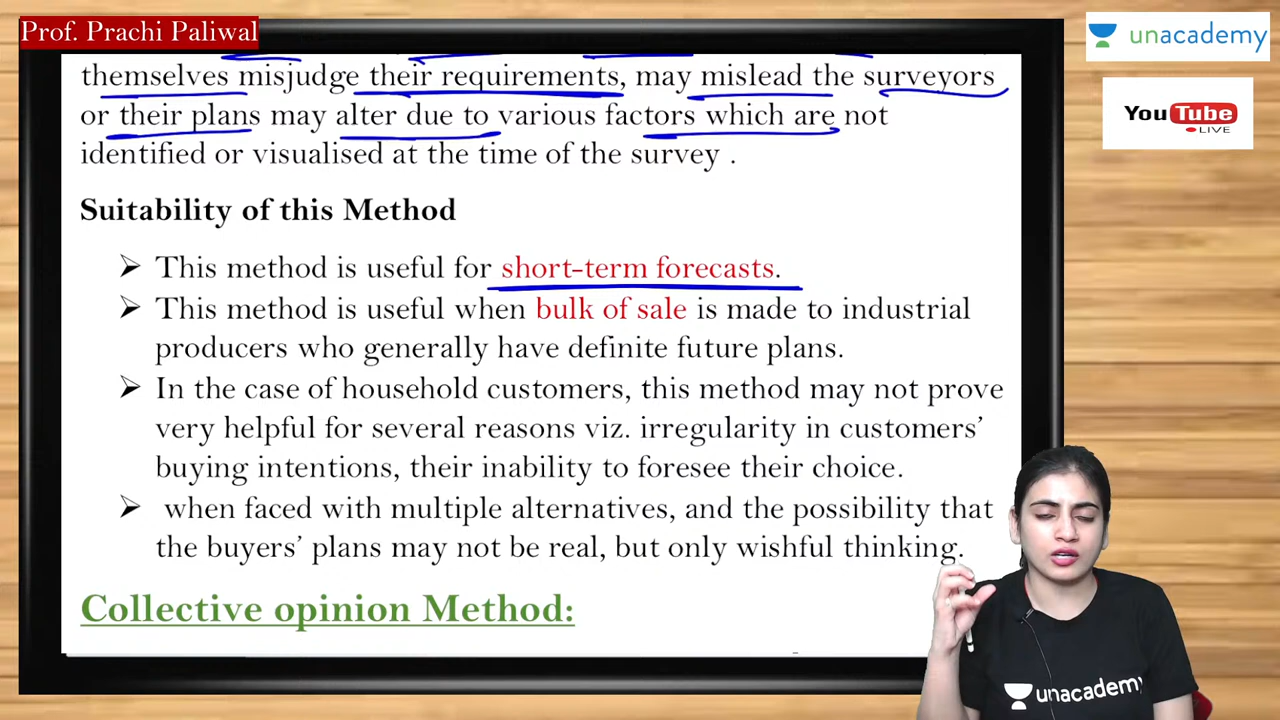 Prof. Prachi Paliwal
unacademy
YouTube
LIVE
themselves misjudge their requirements, may mislead the surveyors
or their plans may alter due to various factors which are not
identified or visualised at the time of the survey .
Suitability of this Method
➢ This method is useful for short-term forecasts.
➢ This method is useful when bulk of sale is made to industrial
producers who generally have definite future plans.
➢ In the case of household customers, this method may not prove
very helpful for several reasons viz. irregularity in customers’
buying intentions, their inability to foresee their choice.
➢ when faced with multiple alternatives, and the possibility that
the buyers’ plans may not be real, but only wishful thinking.
Collective opinion Method:
unacademy